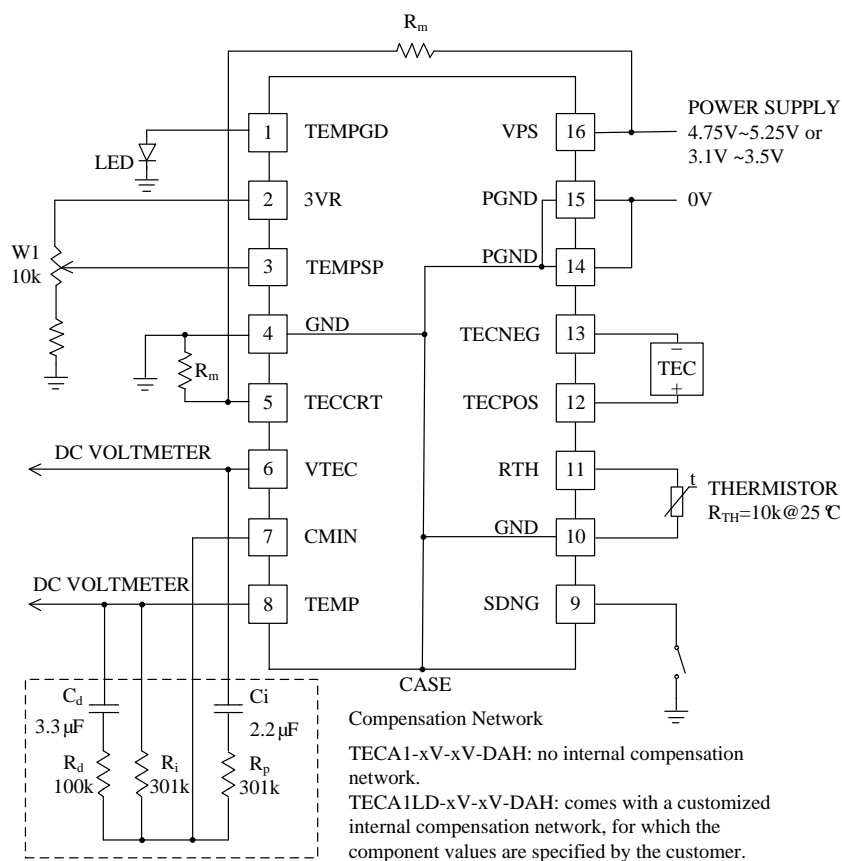 Rm
1 TEMPGD VPS 16
POWER SUPPLY
4.75V~5.25V or
3.1V ~3.5V
LED
2 3VR PGND 15 0V
W1
10k
3 TEMPSP PGND 14
4 GND TECNEG 13
−
TEC
+
Rm
5 TECCRT TECPOS 12
DC VOLTMETER
6 VTEC RTH 11
t
THERMISTOR
RTH=10k@25 ℃
7 CMIN GND 10
DC VOLTMETER
8 TEMP SDNG 9
CASE
Cd
3.3μF
Ci
2.2μF
Rd
100k
Ri
301k
Rp
301k
Compensation Network
TECA1-xV-xV-DAH: no internal compensation
network.
TECA1LD-xV-xV-DAH: comes with a customized
internal compensation network, for which the
component values are specified by the customer.